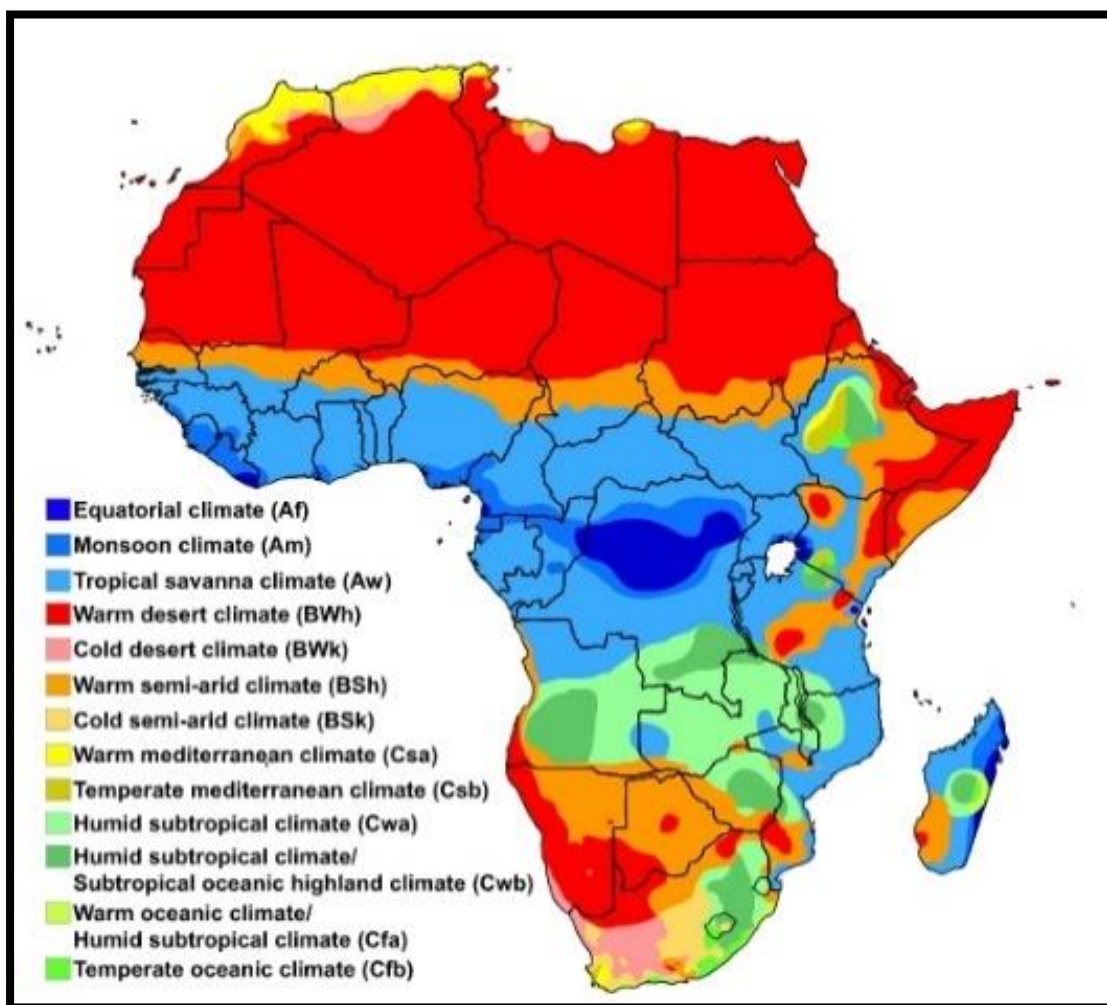 Equatorial climate (Af)
Monsoon climate (Am)
Tropical savanna climate (Aw)
Warm desert climate (BWh)
Cold desert climate (BWk)
Warm semi-arid climate (BSh)
Cold semi-arid climate (BSk)
Warm mediterranean climate (Csa)
Temperate mediterranean climate (Csb)
Humid subtropical climate (Cwa)
Humid subtropical climate/
Subtropical oceanic highland climate (Cwb)
Warm oceanic climate/
Humid subtropical climate (Cfa)
Temperate oceanic climate (Cfb)